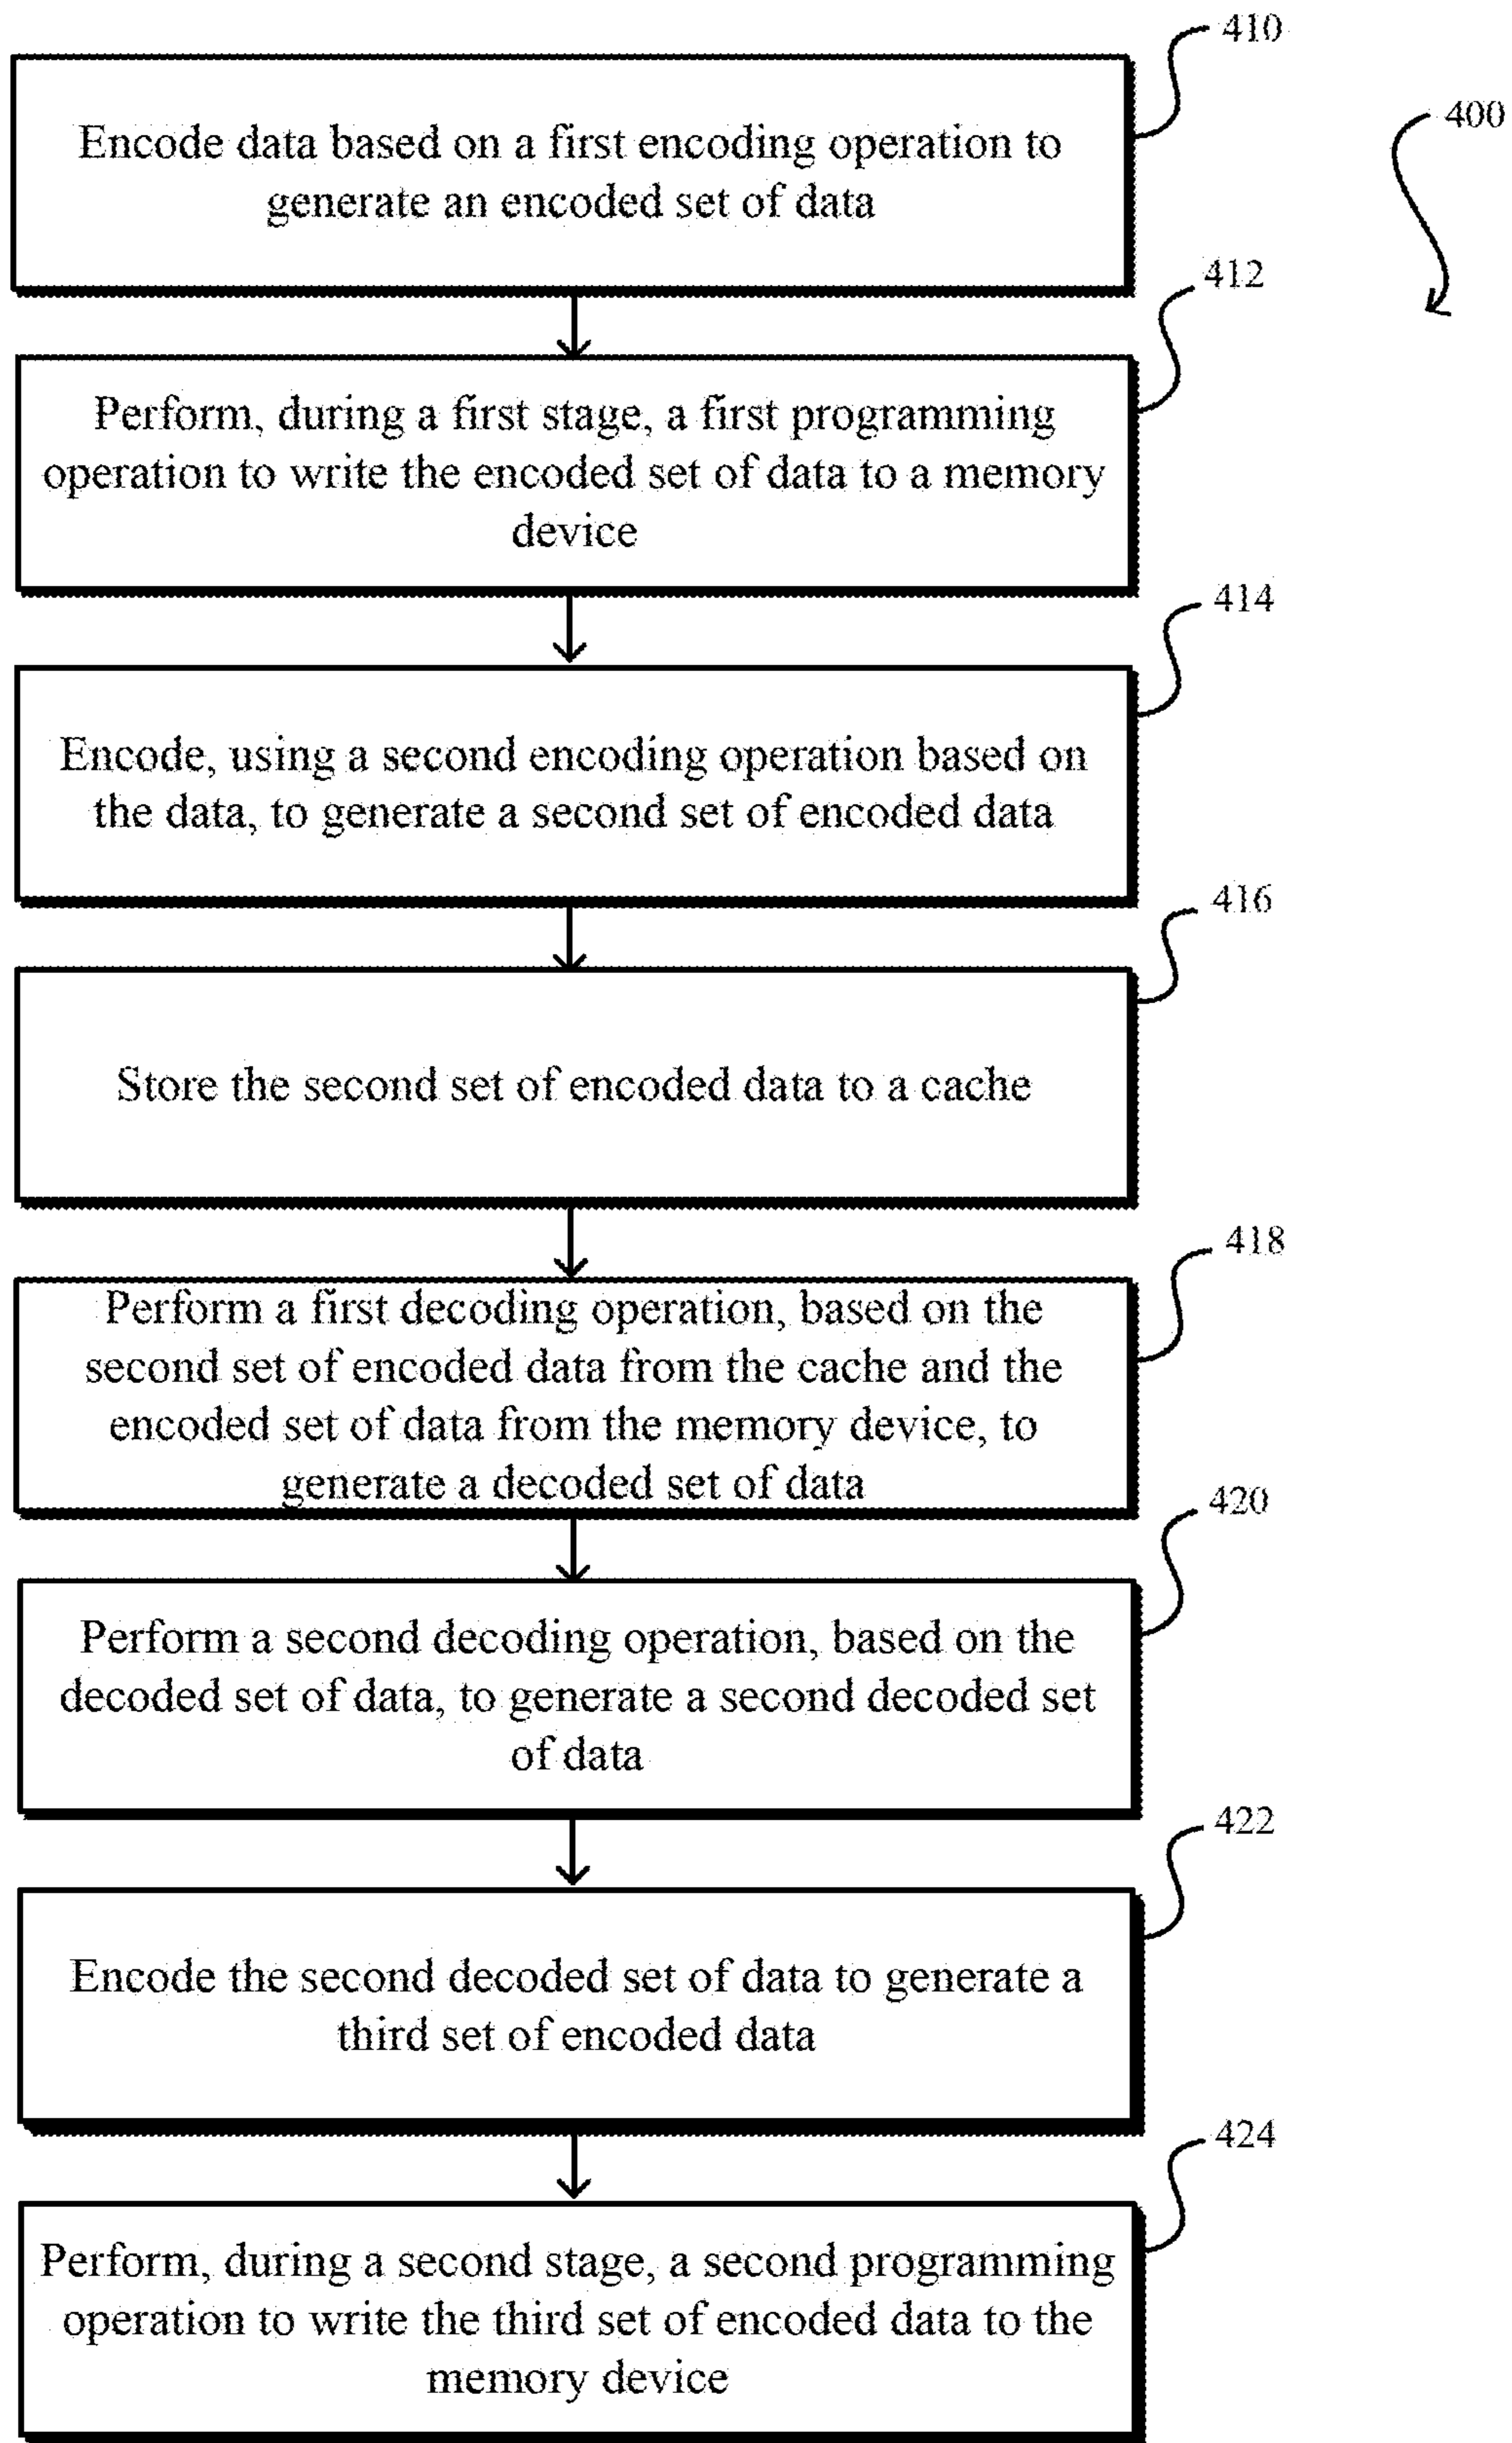 410
Encode data based on a first encoding operation to
generate an encoded set of data
400
412
Perform, during a first stage, a first programming
operation to write the encoded set of data to a memory
device
414
Encode, using a second encoding operation based on
the data, to generate a second set of encoded data
416
Store the second set of encoded data to a cache
418
Perform a first decoding operation, based on the
second set of encoded data from the cache and the
encoded set of data from the memory device, to
generate a decoded set of data
420
Perform a second decoding operation, based on the
decoded set of data, to generate a second decoded set
of data
422
Encode the second decoded set of data to generate a
third set of encoded data
424
Perform, during a second stage, a second programming
operation to write the third set of encoded data to the
memory device